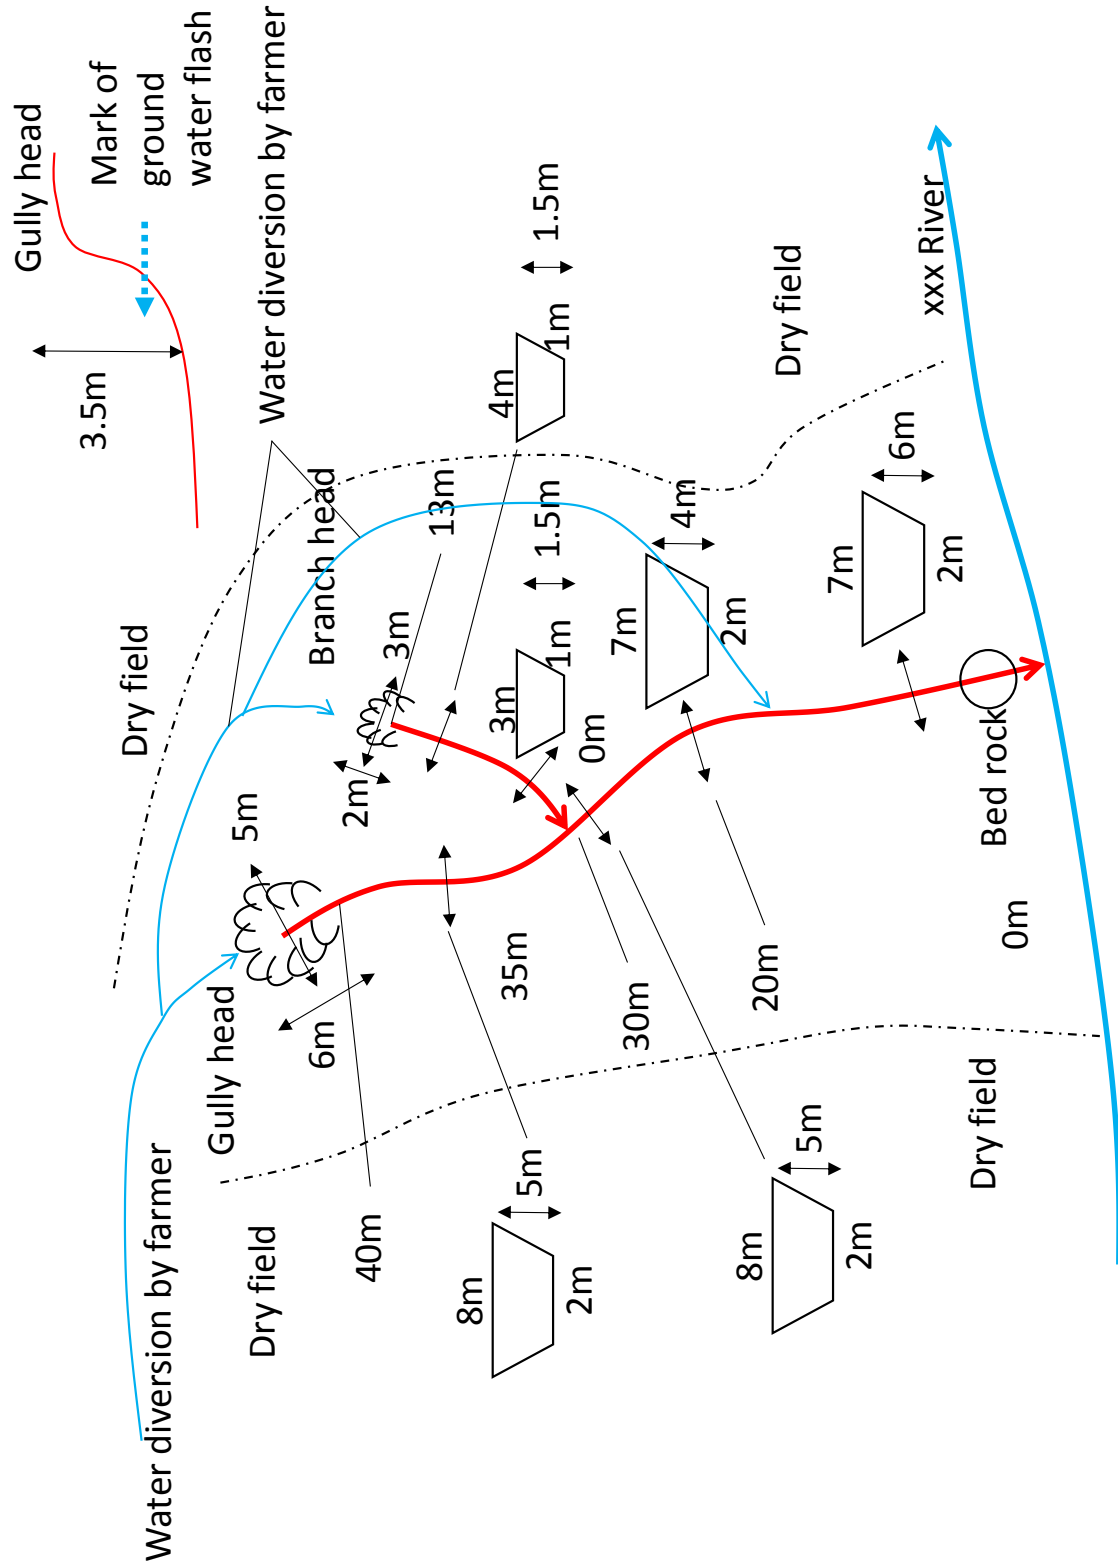 Gully head
Mark of
ground
water flash
3.5m
Water diversion by farmer
Dry field
Branch head
13m
3m
2m
4m
1m
1.5m
5m
Gully head
6m
Water diversion by farmer
Dry field
40m
35m
3m
1m
1.5m
0m
Dry field
7m
4m
2m
30m
20m
8m
5m
2m
8m
5m
2m
7m
6m
2m
xxx River
Bed rock
0m
Dry field